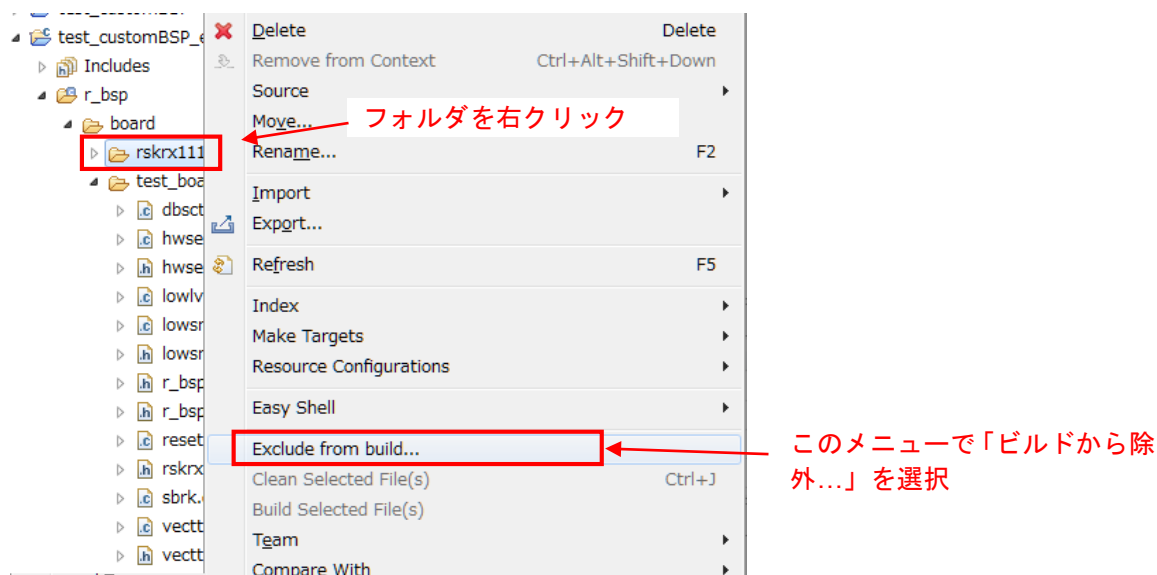 test_customBSP_e
Includes
r_bsp
board
rskrx111
test_boa
dbsct
hwse
hwse
lowlv
lowsr
lowsr
r_bsp
r_bsp
reset
rskrx
sbrk.
vectt
vectt
Delete Delete
Remove from Context Ctrl+Alt+Shift+Down
Source
Move...
Rename... F2
Import
Export...
Refresh F5
Index
Make Targets
Resource Configurations
Easy Shell
Exclude from build...
Clean Selected File(s) Ctrl+J
Build Selected File(s)
Team
Compare With
フォルダを右クリック
このメニューで「ビルドから除
外...」を選択